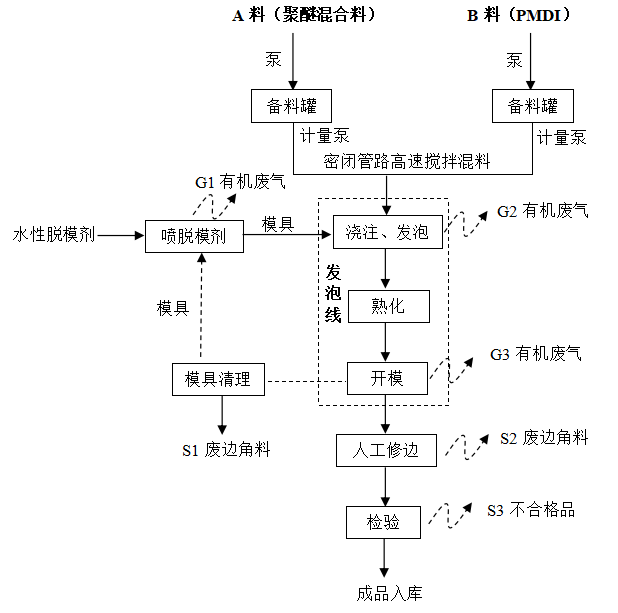 A 料（聚醚混合料）
B 料（PMDI）
泵
泵
备料罐
备料罐
计量泵
计量泵
密闭管路高速搅拌混料
G1 有机废气
G2 有机废气
水性脱模剂
喷脱模剂
模具
浇注、发泡
发泡线
模具
熟化
G3 有机废气
模具清理
开模
S1 废边角料
人工修边
S2 废边角料
检验
S3 不合格品
成品入库